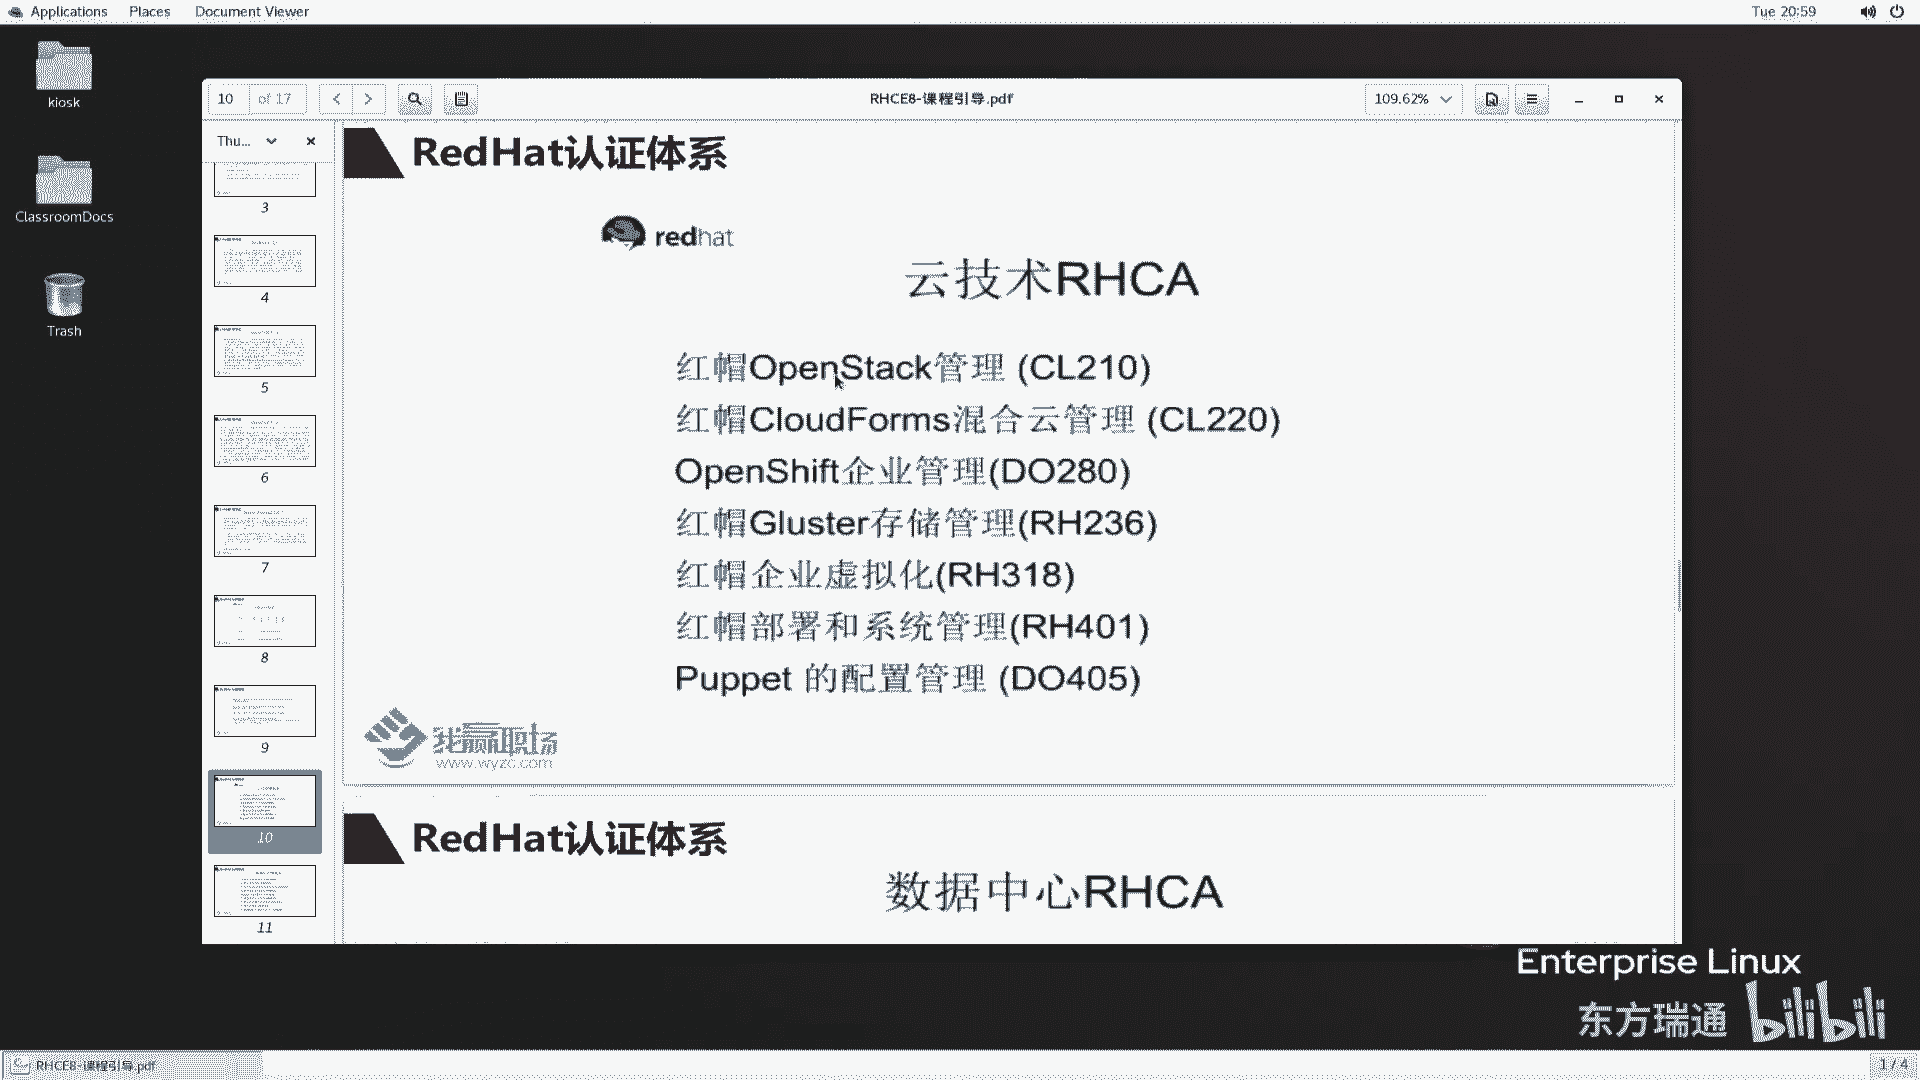 Applications Places Document Viewer Tue 20:59
kiosk
ClassroomDocs
Trash
10 of 17 RHCE8-课程引导.pdf 109.62%
Thu...
3
4
5
6
7
8
9
10
11
RedHat认证体系
redhat
云技术RHCA
红帽OpenStack管理 (CL210)
红帽CloudForms混合云管理 (CL220)
OpenShift企业管理(DO280)
红帽Gluster存储管理(RH236)
红帽企业虚拟化(RH318)
红帽部署和系统管理(RH401)
Puppet 的配置管理 (DO405)
我赢职场
www.wyzc.com
RedHat认证体系
数据中心RHCA
Enterprise Linux
东方瑞通 bilibili
RHCE8-课程引导.pdf 1 / 4